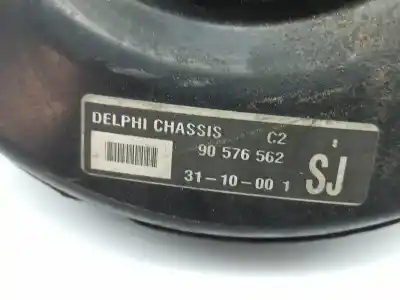 DELPHI CHASSIS C2
90 576 562
31-10-00 1
SJ